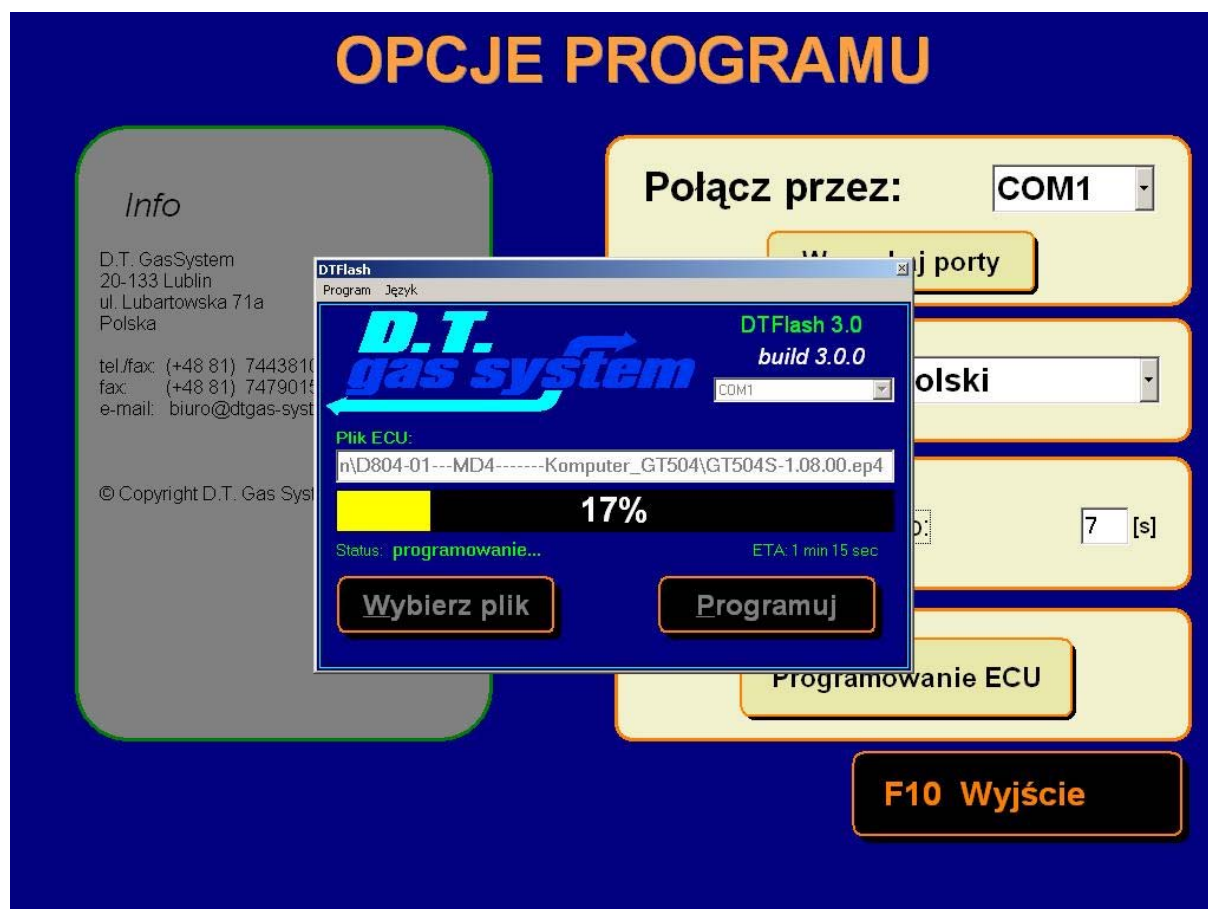 OPCJE PROGRAMU
Info
D.T. GasSystem
20-133 Lublin
ul. Lubartowska 71a
Polska
tel./fax: (+48 81) 7443810
fax: (+48 81) 7479015
e-mail: biuro@dtgas-syst
© Copyright D.T. Gas Syst
Połącz przez: COM1
porty
olski
7 [s]
Programowanie ECU
F10 Wyjście
DTFlash
Program Język
D.T.
gas system
DTFlash 3.0
build 3.0.0
COM1
Plik ECU:
n\D804-01---MD4-------Komputer_GT504\GT504S-1.08.00.ep4
17%
Status: programowanie... ETA: 1 min 15 sec
Wybierz plik Programuj